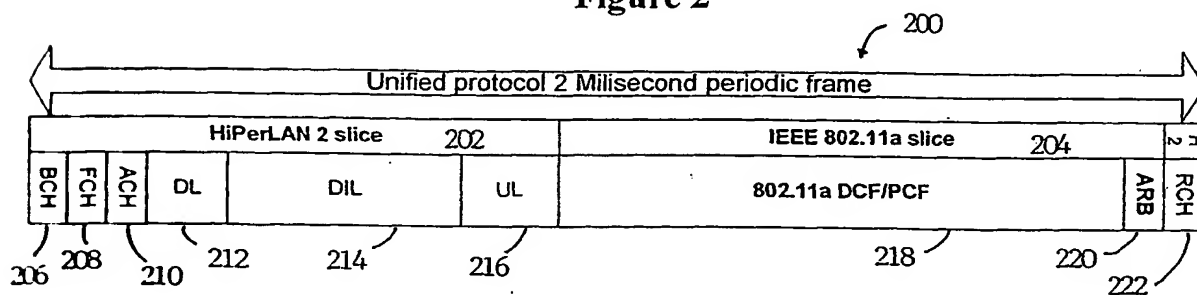 Figure 2
200
Unified protocol 2 Milisecond periodic frame
HiPerLAN 2 slice 202 IEEE 802.11a slice 204 H 2
BCH FCH ACH DL DIL UL 802.11a DCF/PCF ARB RCH
206 208 210 212 214 216 218 220 222